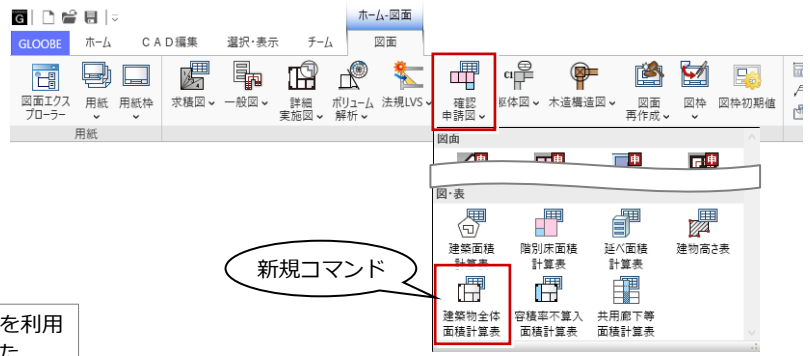 G
ホーム-図面
GLOOBE ホーム CAD編集 選択・表示 チーム 図面
図面エクスプローラー 用紙 用紙枠 求積図 一般図 詳細実施図 ボリューム解析 法規LVS 確認申請図 躯体図 木造構造図 図面再作成 図枠 図枠初期値
用紙
図面
申 申 申
図・表
建築面積 階別床面積 延べ面積 建物高さ表
計算表 計算表 計算表
新規コマンド
建築物全体 容積率不算入 共用廊下等
面積計算表 面積計算表 面積計算表
を利用
た